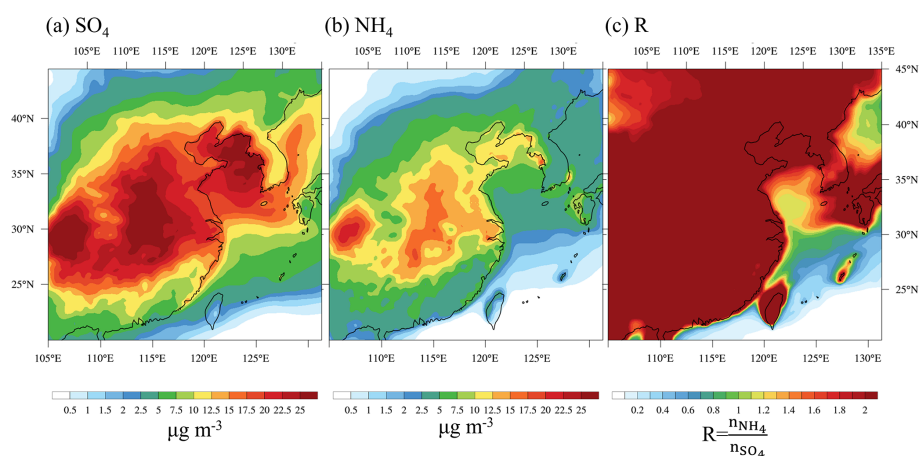 (a) SO4
(b) NH4
(c) R
105°E 110°E 115°E 120°E 125°E 130°E
105°E 110°E 115°E 120°E 125°E 130°E
105°E 110°E 115°E 120°E 125°E 130°E 135°E
40°N
35°N
30°N
25°N
40°N
35°N
30°N
25°N
45°N
40°N
35°N
30°N
25°N
105°E 110°E 115°E 120°E 125°E
105°E 110°E 115°E 120°E 125°E
110°E 115°E 120°E 125°E 130°E
0.5 1 1.5 2 2.5 5 7.5 10 12.5 15 17.5 20 22.5 25
0.5 1 1.5 2 2.5 5 7.5 10 12.5 15 17.5 20 22.5 25
0.2 0.4 0.6 0.8 1 1.2 1.4 1.6 1.8 2
µg m-3
µg m-3
R=nNH4
nSO4